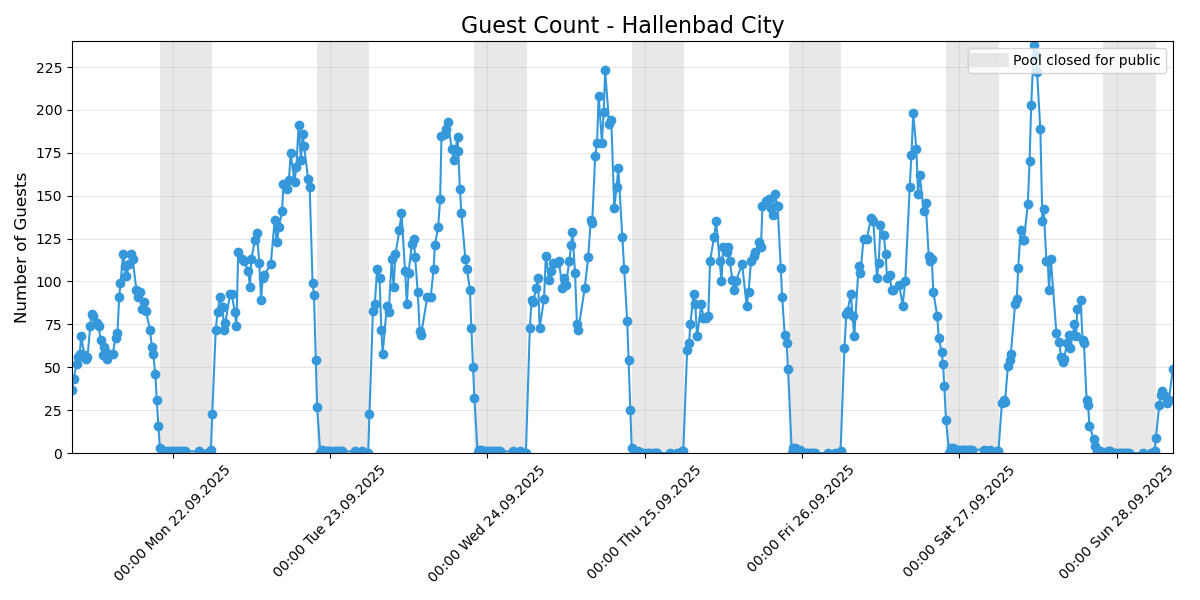 Guest Count - Hallenbad City
Pool closed for public
Number of Guests
225
200
175
150
125
100
75
50
25
0
00:00 Mon 22.09.2025
00:00 Tue 23.09.2025
00:00 Wed 24.09.2025
00:00 Thu 25.09.2025
00:00 Fri 26.09.2025
00:00 Sat 27.09.2025
00:00 Sun 28.09.2025